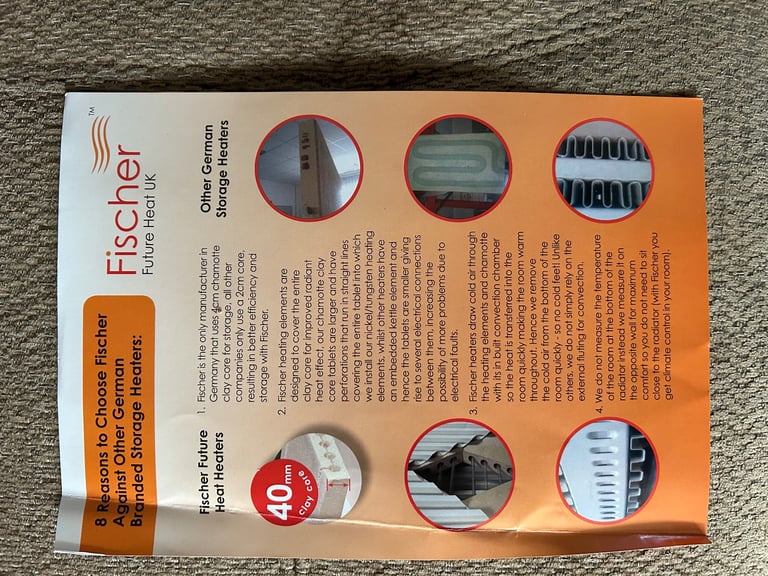 8 Reasons to Choose Fischer
Against Other German
Branded Storage Heaters:
Fischer™
Future Heat UK
Fischer Future
Heat Heaters
Other German
Storage Heaters
40mm
clay core
1. Fischer is the only manufacturer in
Germany that uses 4cm chamotte
clay core for storage, all other
companies only use a 2cm core,
resulting in better efficiency and
storage with Fischer.
2. Fischer heating elements are
designed to cover the entire
clay core for improved radiant
heat effect, our chamotte clay
core tablets are larger and have
perforations that run in straight lines
covering the entire tablet into which
we install our nickel/tungsten heating
elements, whilst other heaters have
an embedded cable element and
hence the tablets are smaller giving
rise to several electrical connections
between them, increasing the
possibility of more problems due to
electrical faults.
3. Fischer heaters draw cold air through
the heating elements and chamotte
with its in built convection chamber
so the heat is transferred into the
room quickly making the room warm
throughout. Hence we remove
the cold air from the bottom of the
room quickly - so no cold feet! Unlike
others, we do not simply rely on the
external fluting for convection.
4. We do not measure the temperature
of the room at the bottom of the
radiator instead we measure it on
the opposite wall for maximum
comfort so you do not need to sit
close to the radiator (with Fischer you
get climate control in your room).